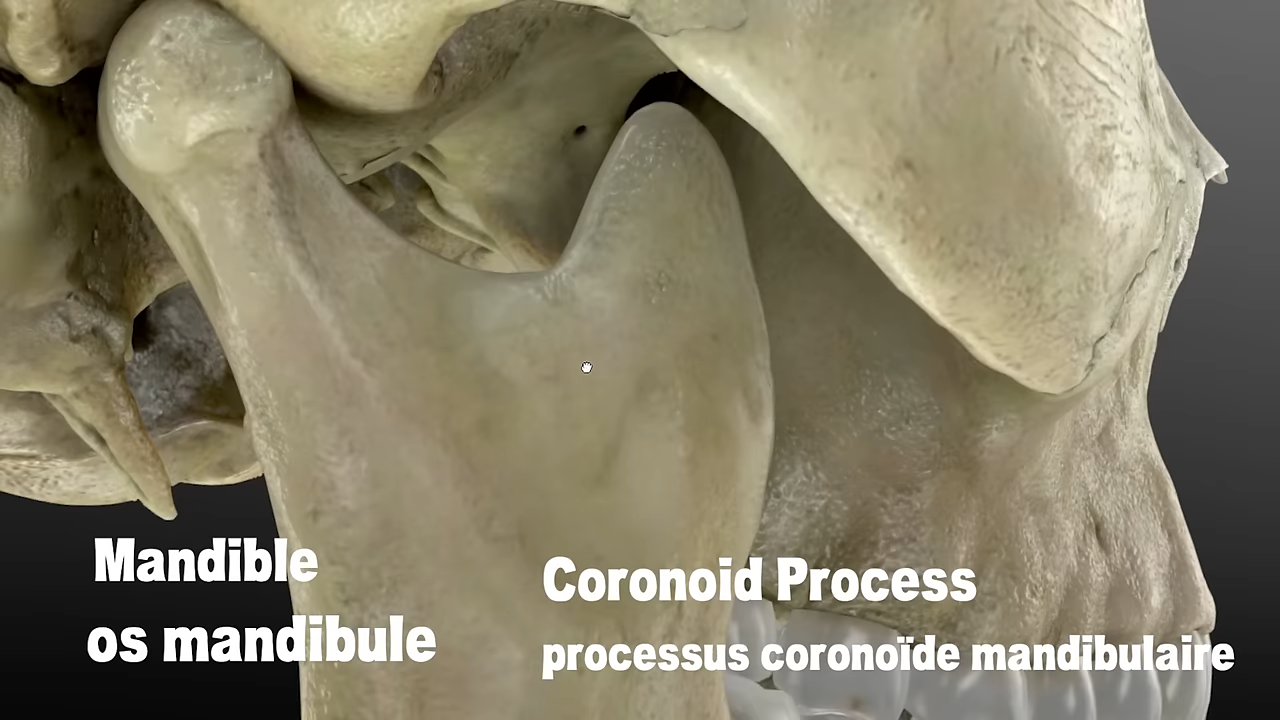 Mandible
os mandibule
Coronoid Process
processus coronoïde mandibulaire